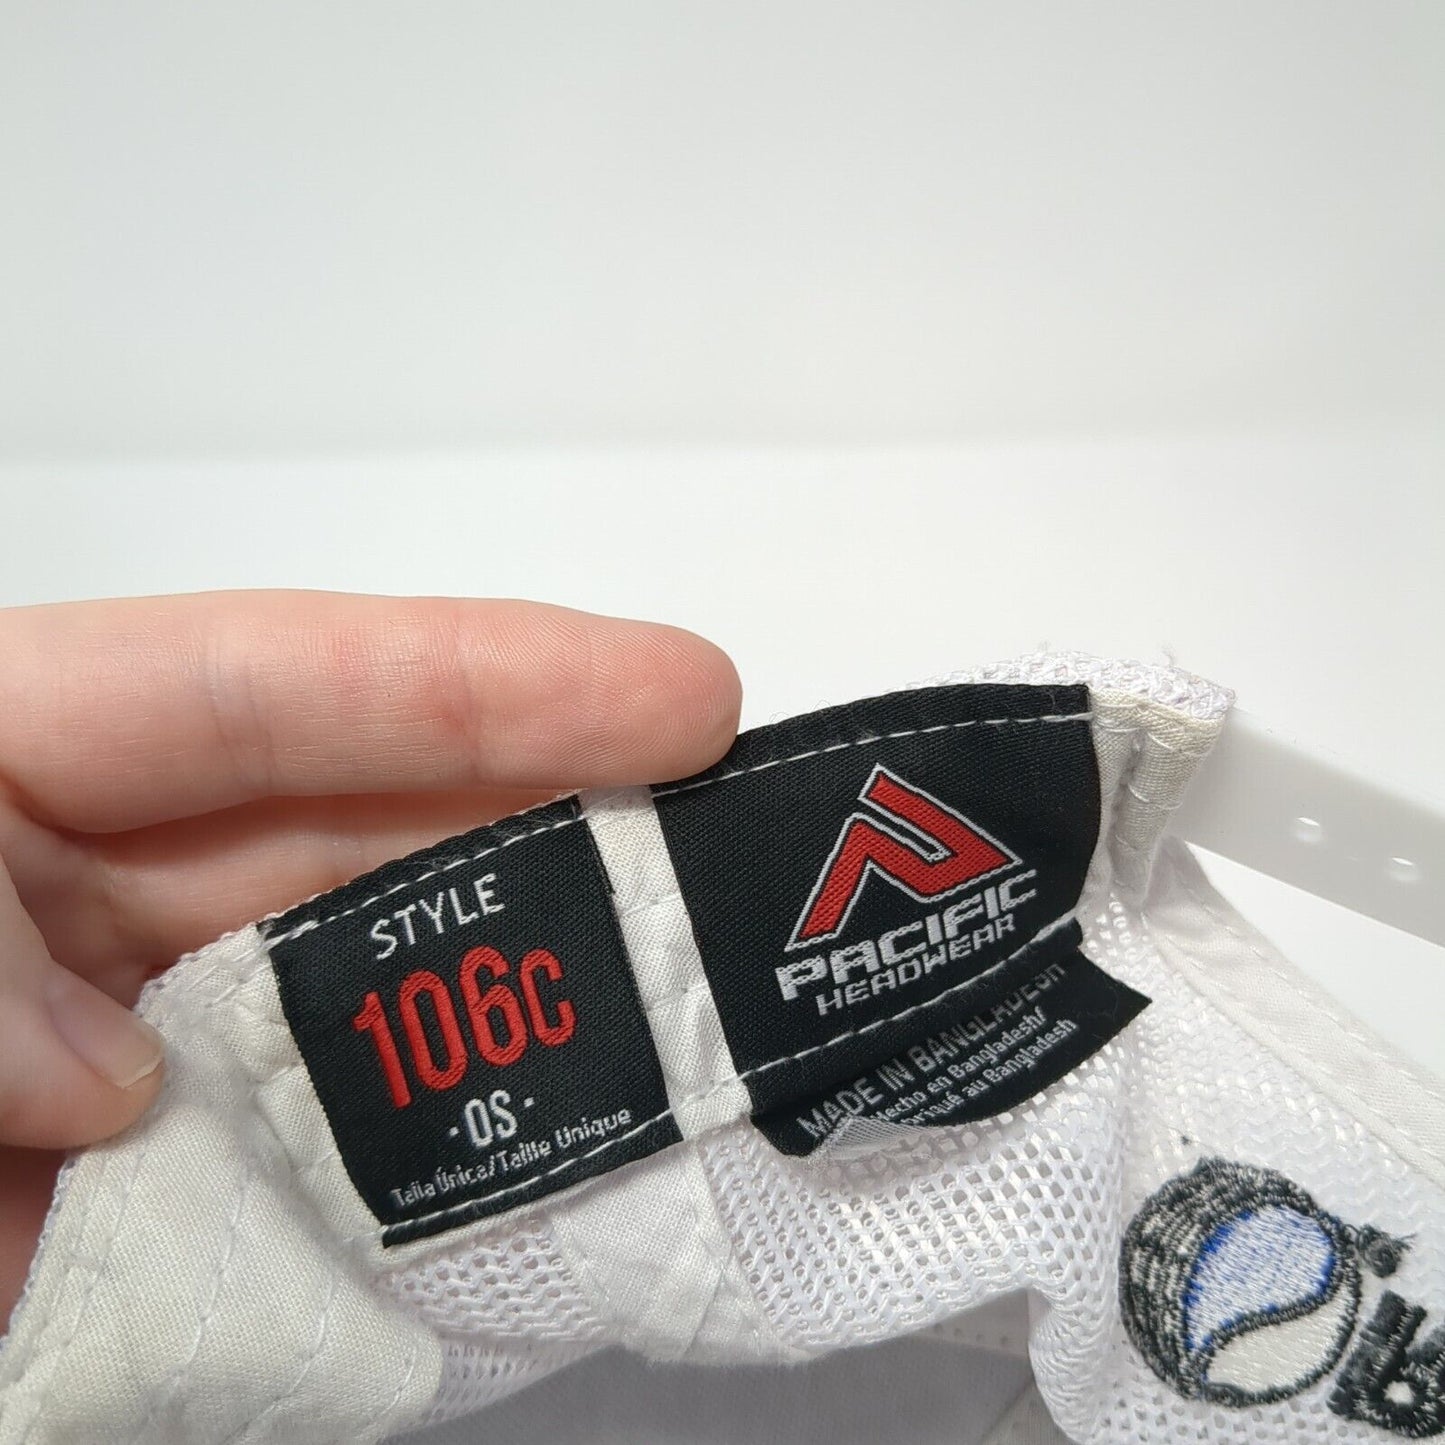 STYLE
106C
-OS-
Talla Única/Taille Unique
PACIFIC
HEADWEAR
MADE IN BANGLADESH
Hecho en Bangladesh/
au Bangladesh